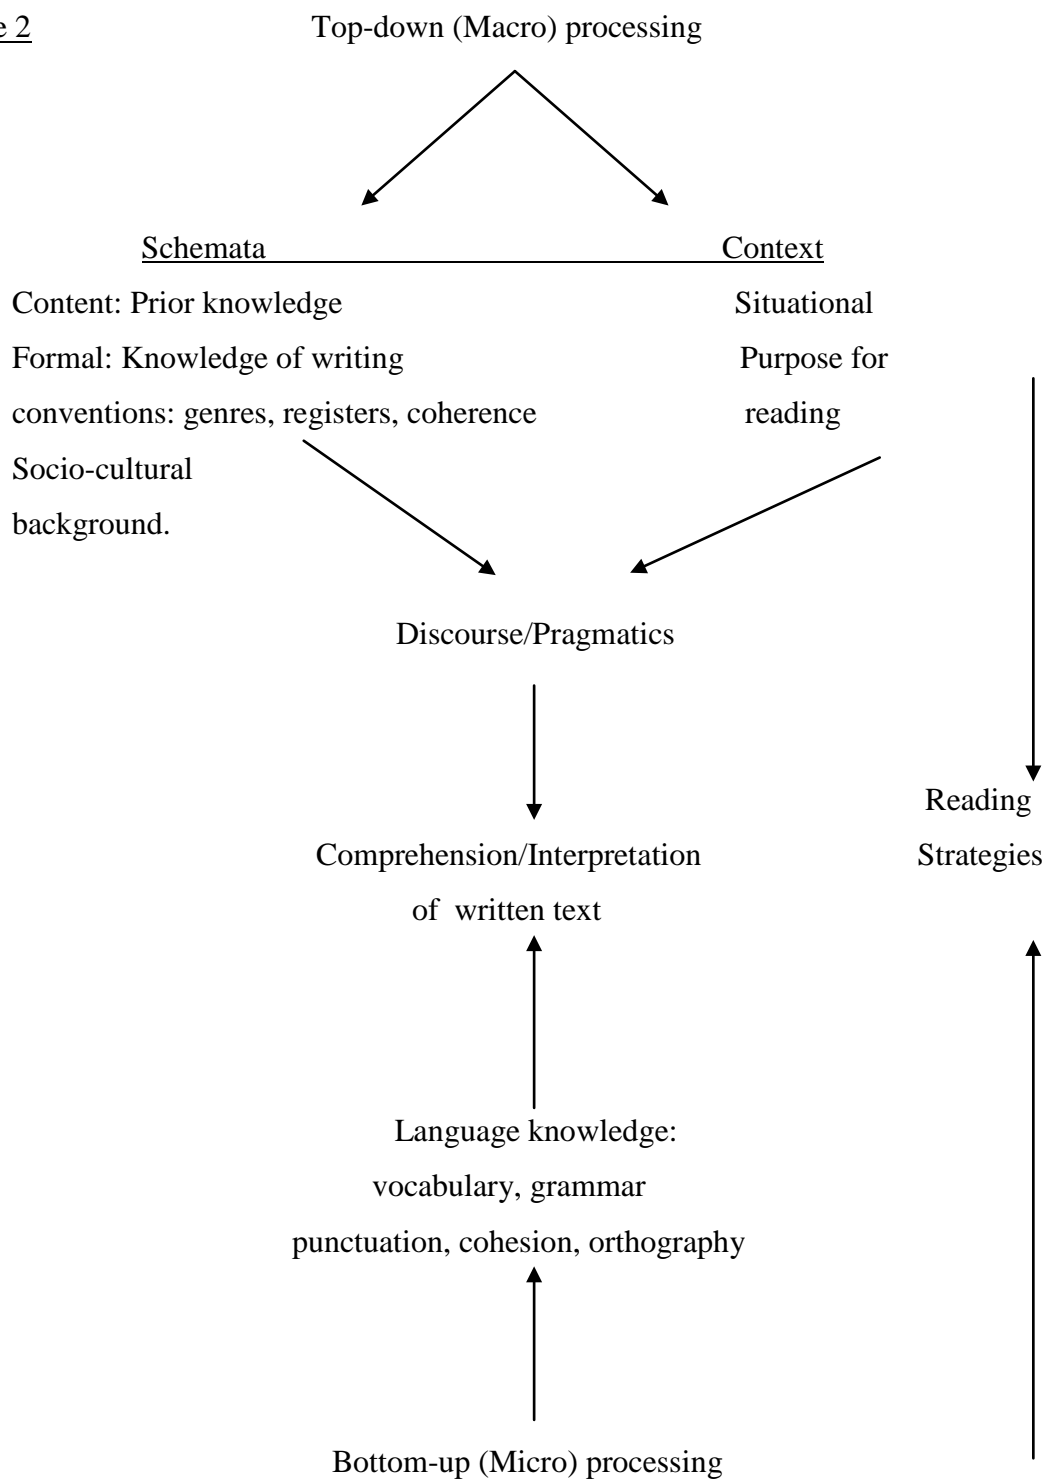 e 2
Top-down (Macro) processing
Schemata Context
Content: Prior knowledge Situational
Formal: Knowledge of writing Purpose for
conventions: genres, registers, coherence reading
Socio-cultural
background.
Discourse/Pragmatics
Reading
Comprehension/Interpretation Strategies
of written text
Language knowledge:
vocabulary, grammar
punctuation, cohesion, orthography
Bottom-up (Micro) processing